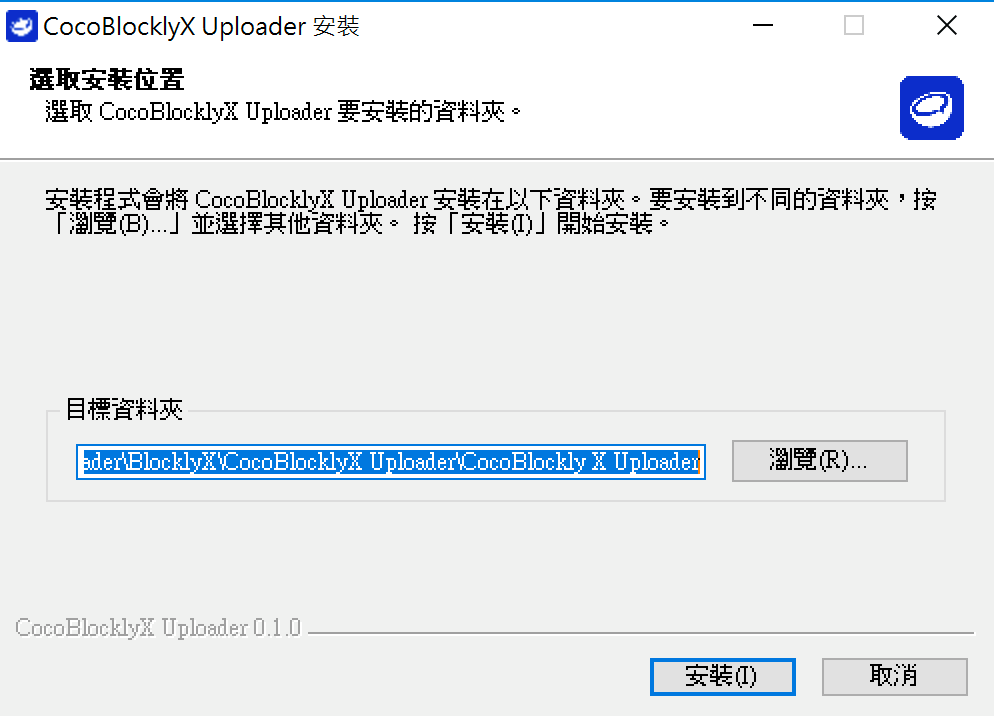 CocoBlocklyX Uploader 安裝
選取安裝位置
選取 CocoBlocklyX Uploader 要安裝的資料夾。
安裝程式會將 CocoBlocklyX Uploader 安裝在以下資料夾。要安裝到不同的資料夾，按
「瀏覽(B)...」並選擇其他資料夾。 按「安裝(I)」開始安裝。
目標資料夾
ader\BlocklyX\CocoBlocklyX Uploader\CocoBlockly X Uploader
瀏覽(R)...
CocoBlocklyX Uploader 0.1.0
安裝(I)
取消